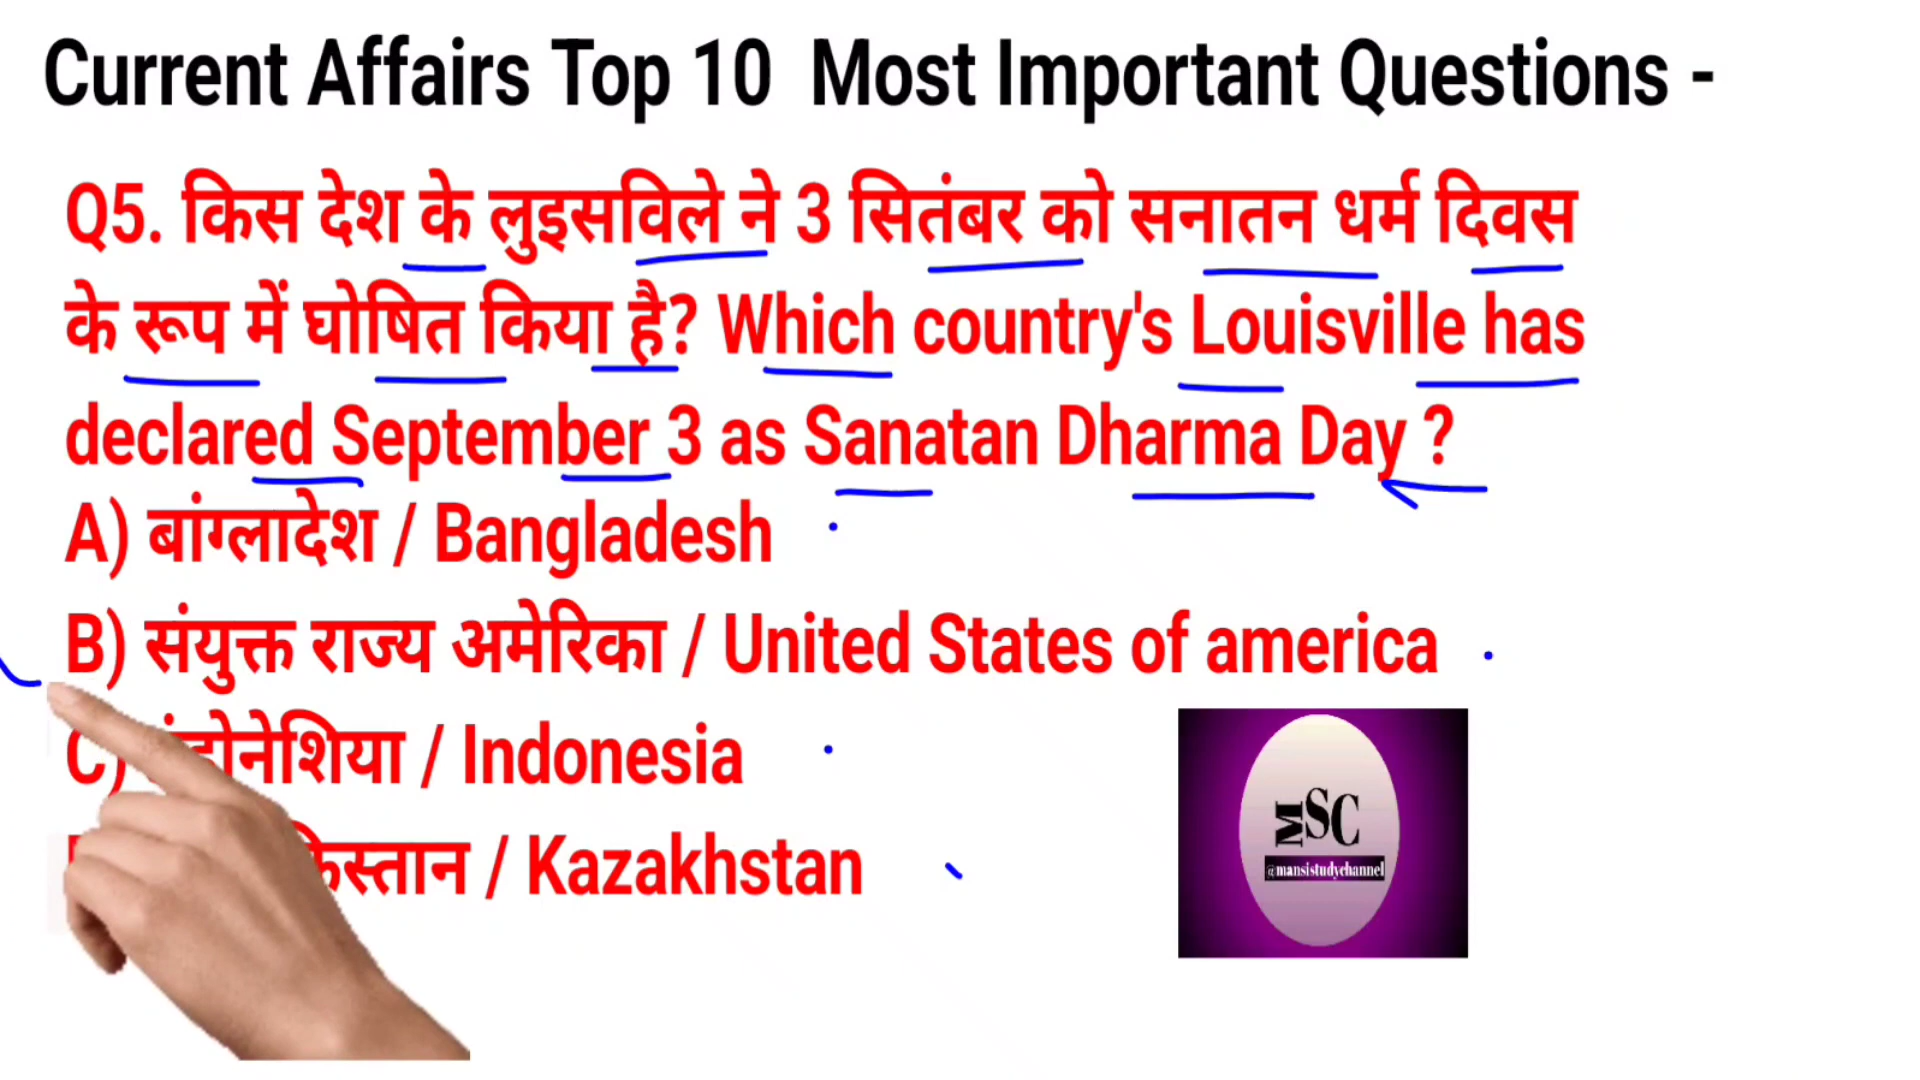 Current Affairs Top 10 Most Important Questions -
Q5. किस देश के लुइसविले ने 3 सितंबर को सनातन धर्म दिवस
के रूप में घोषित किया है? Which country's Louisville has
declared September 3 as Sanatan Dharma Day ?
A) बांग्लादेश / Bangladesh
B) संयुक्त राज्य अमेरिका / United States of america
C) / Indonesia
/ Kazakhstan
MSC
@mansistudychannel